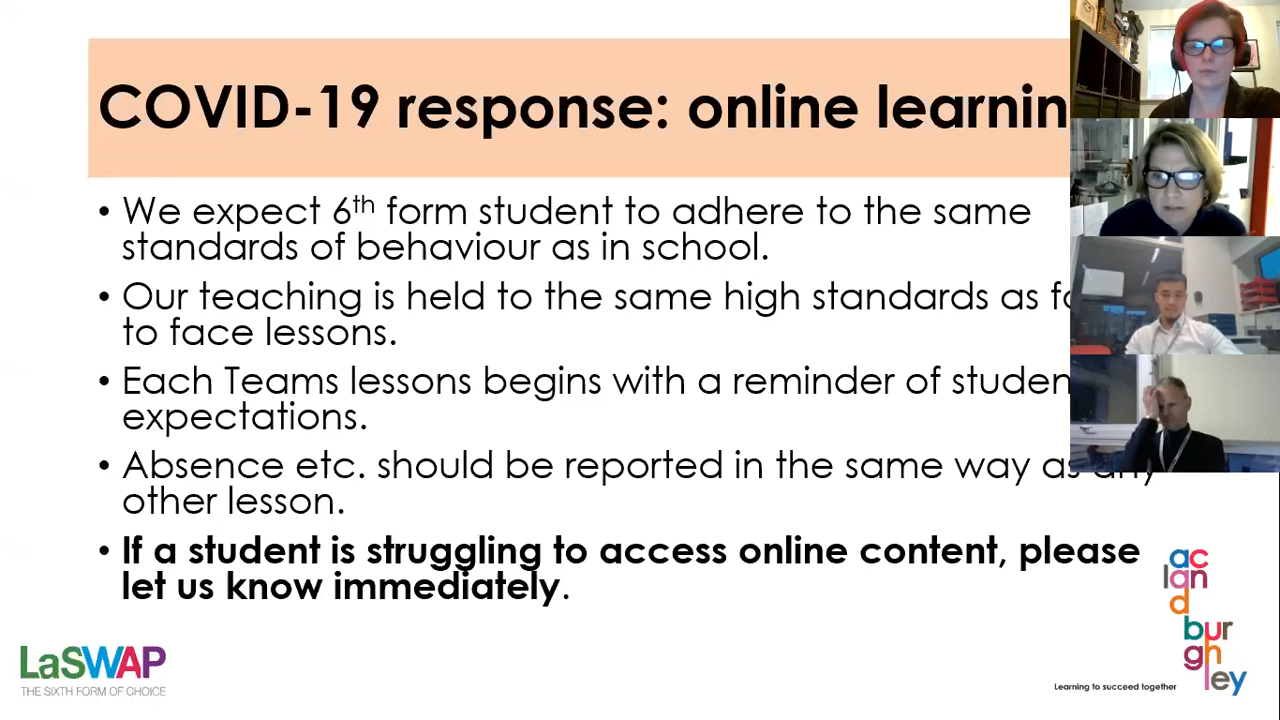 COVID-19 response: online learnin
• We expect 6th form student to adhere to the same
standards of behaviour as in school.
• Our teaching is held to the same high standards as fa
to face lessons.
• Each Teams lessons begins with a reminder of studen
expectations.
• Absence etc. should be reported in the same way as any
other lesson.
• If a student is struggling to access online content, please
let us know immediately.
LaSWAP
THE SIXTH FORM OF CHOICE
ac
lan
d
bur
gh
ley
Learning to succeed together